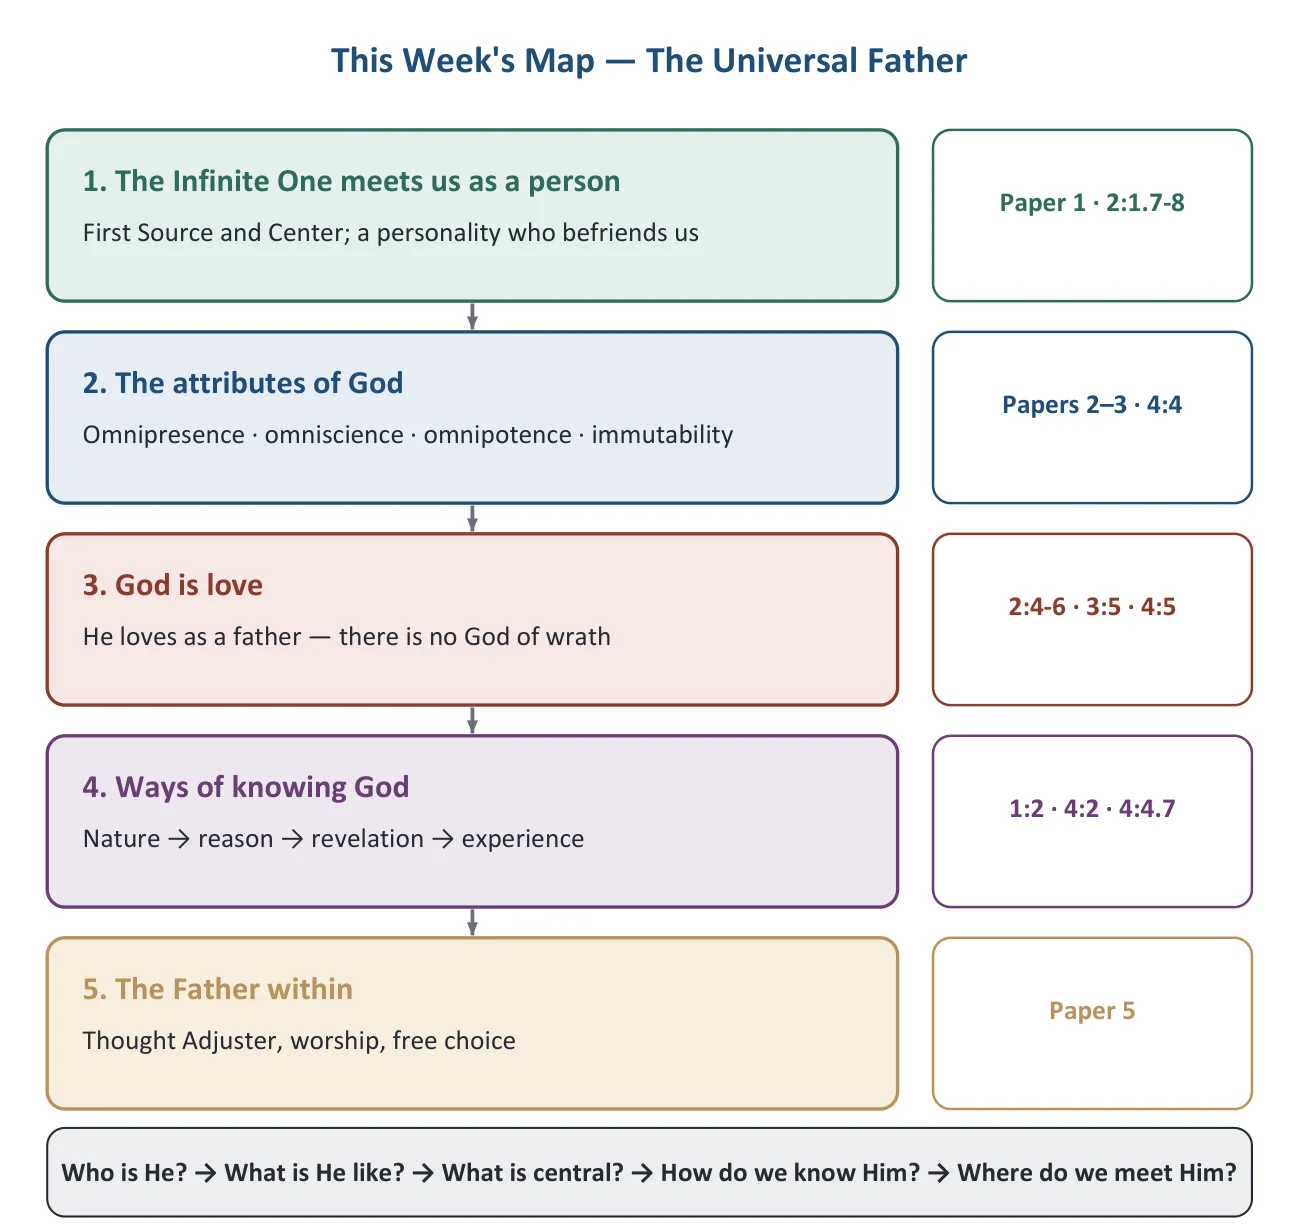 This Week's Map — The Universal Father
1. The Infinite One meets us as a person
First Source and Center; a personality who befriends us
Paper 1 · 2:1.7-8
2. The attributes of God
Omnipresence · omniscience · omnipotence · immutability
Papers 2–3 · 4:4
3. God is love
He loves as a father — there is no God of wrath
2:4-6 · 3:5 · 4:5
4. Ways of knowing God
Nature → reason → revelation → experience
1:2 · 4:2 · 4:4.7
5. The Father within
Thought Adjuster, worship, free choice
Paper 5
Who is He? → What is He like? → What is central? → How do we know Him? → Where do we meet Him?